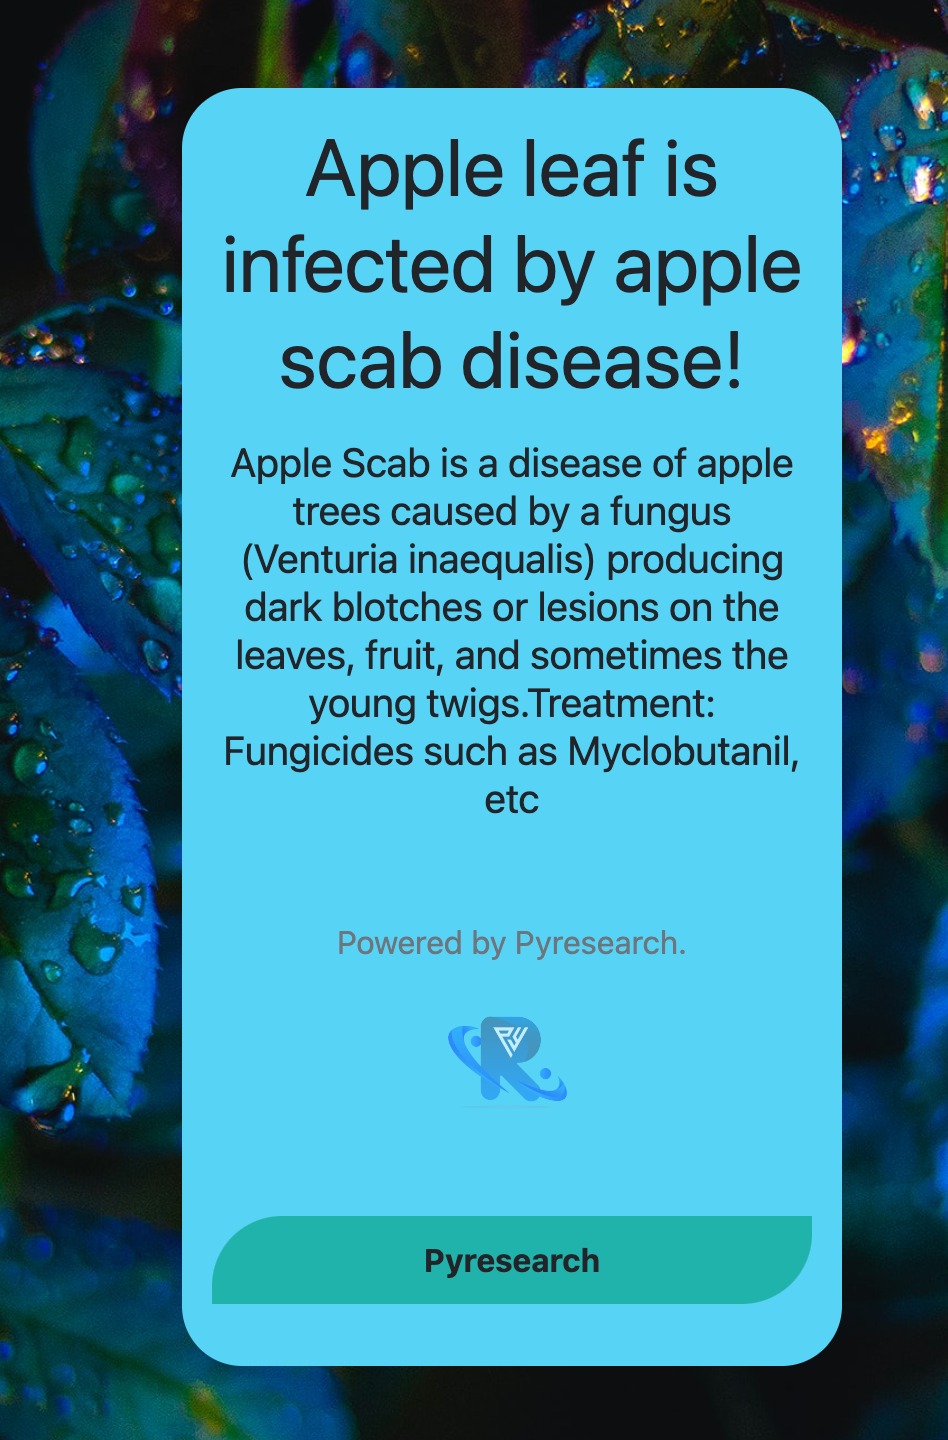 Apple leaf is
infected by apple
scab disease!
Apple Scab is a disease of apple
trees caused by a fungus
(Venturia inaequalis) producing
dark blotches or lesions on the
leaves, fruit, and sometimes the
young twigs.Treatment:
Fungicides such as Myclobutanil,
etc
Powered by Pyresearch.
R
Pyresearch